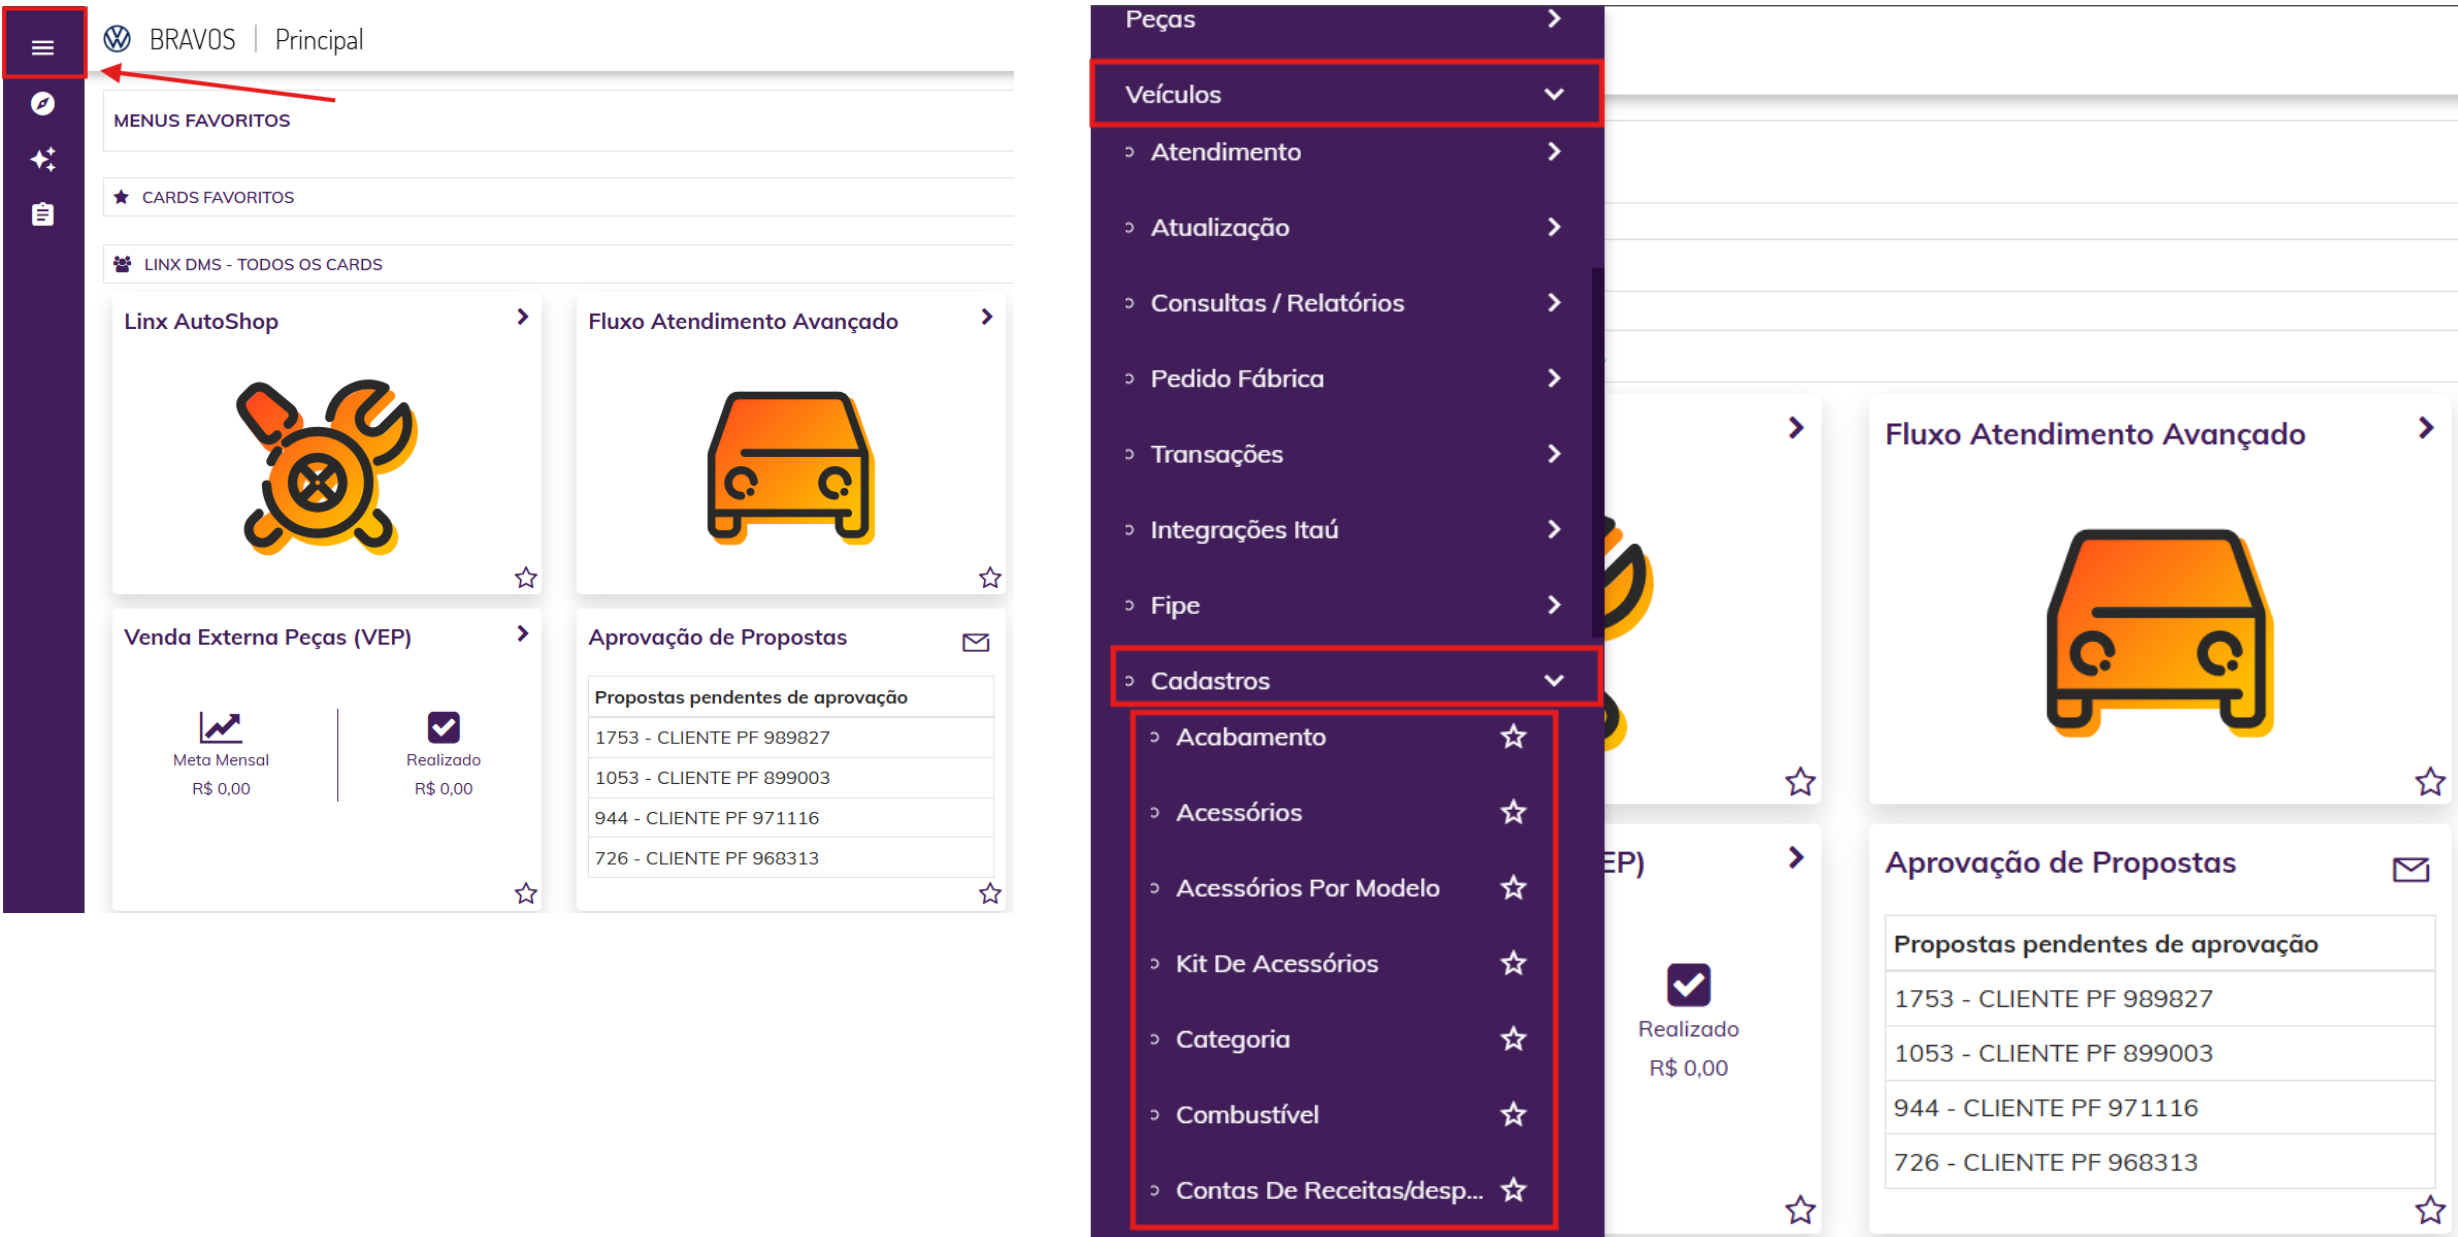 BRAVOS | Principal
MENUS FAVORITOS
CARDS FAVORITOS
LINX DMS - TODOS OS CARDS
Linx AutoShop
Fluxo Atendimento Avançado
Venda Externa Peças (VEP)
Meta Mensal
R$ 0,00
Realizado
R$ 0,00
Aprovação de Propostas
Propostas pendentes de aprovação
1753 - CLIENTE PF 989827
1053 - CLIENTE PF 899003
944 - CLIENTE PF 971116
726 - CLIENTE PF 968313
Peças
Veículos
Atendimento
Atualização
Consultas / Relatórios
Pedido Fábrica
Transações
Integrações Itaú
Fipe
Cadastros
Acabamento
Acessórios
Acessórios Por Modelo
Kit De Acessórios
Categoria
Combustível
Contas De Receitas/desp...
Fluxo Atendimento Avançado
EP)
Realizado
R$ 0,00
Aprovação de Propostas
Propostas pendentes de aprovação
1753 - CLIENTE PF 989827
1053 - CLIENTE PF 899003
944 - CLIENTE PF 971116
726 - CLIENTE PF 968313